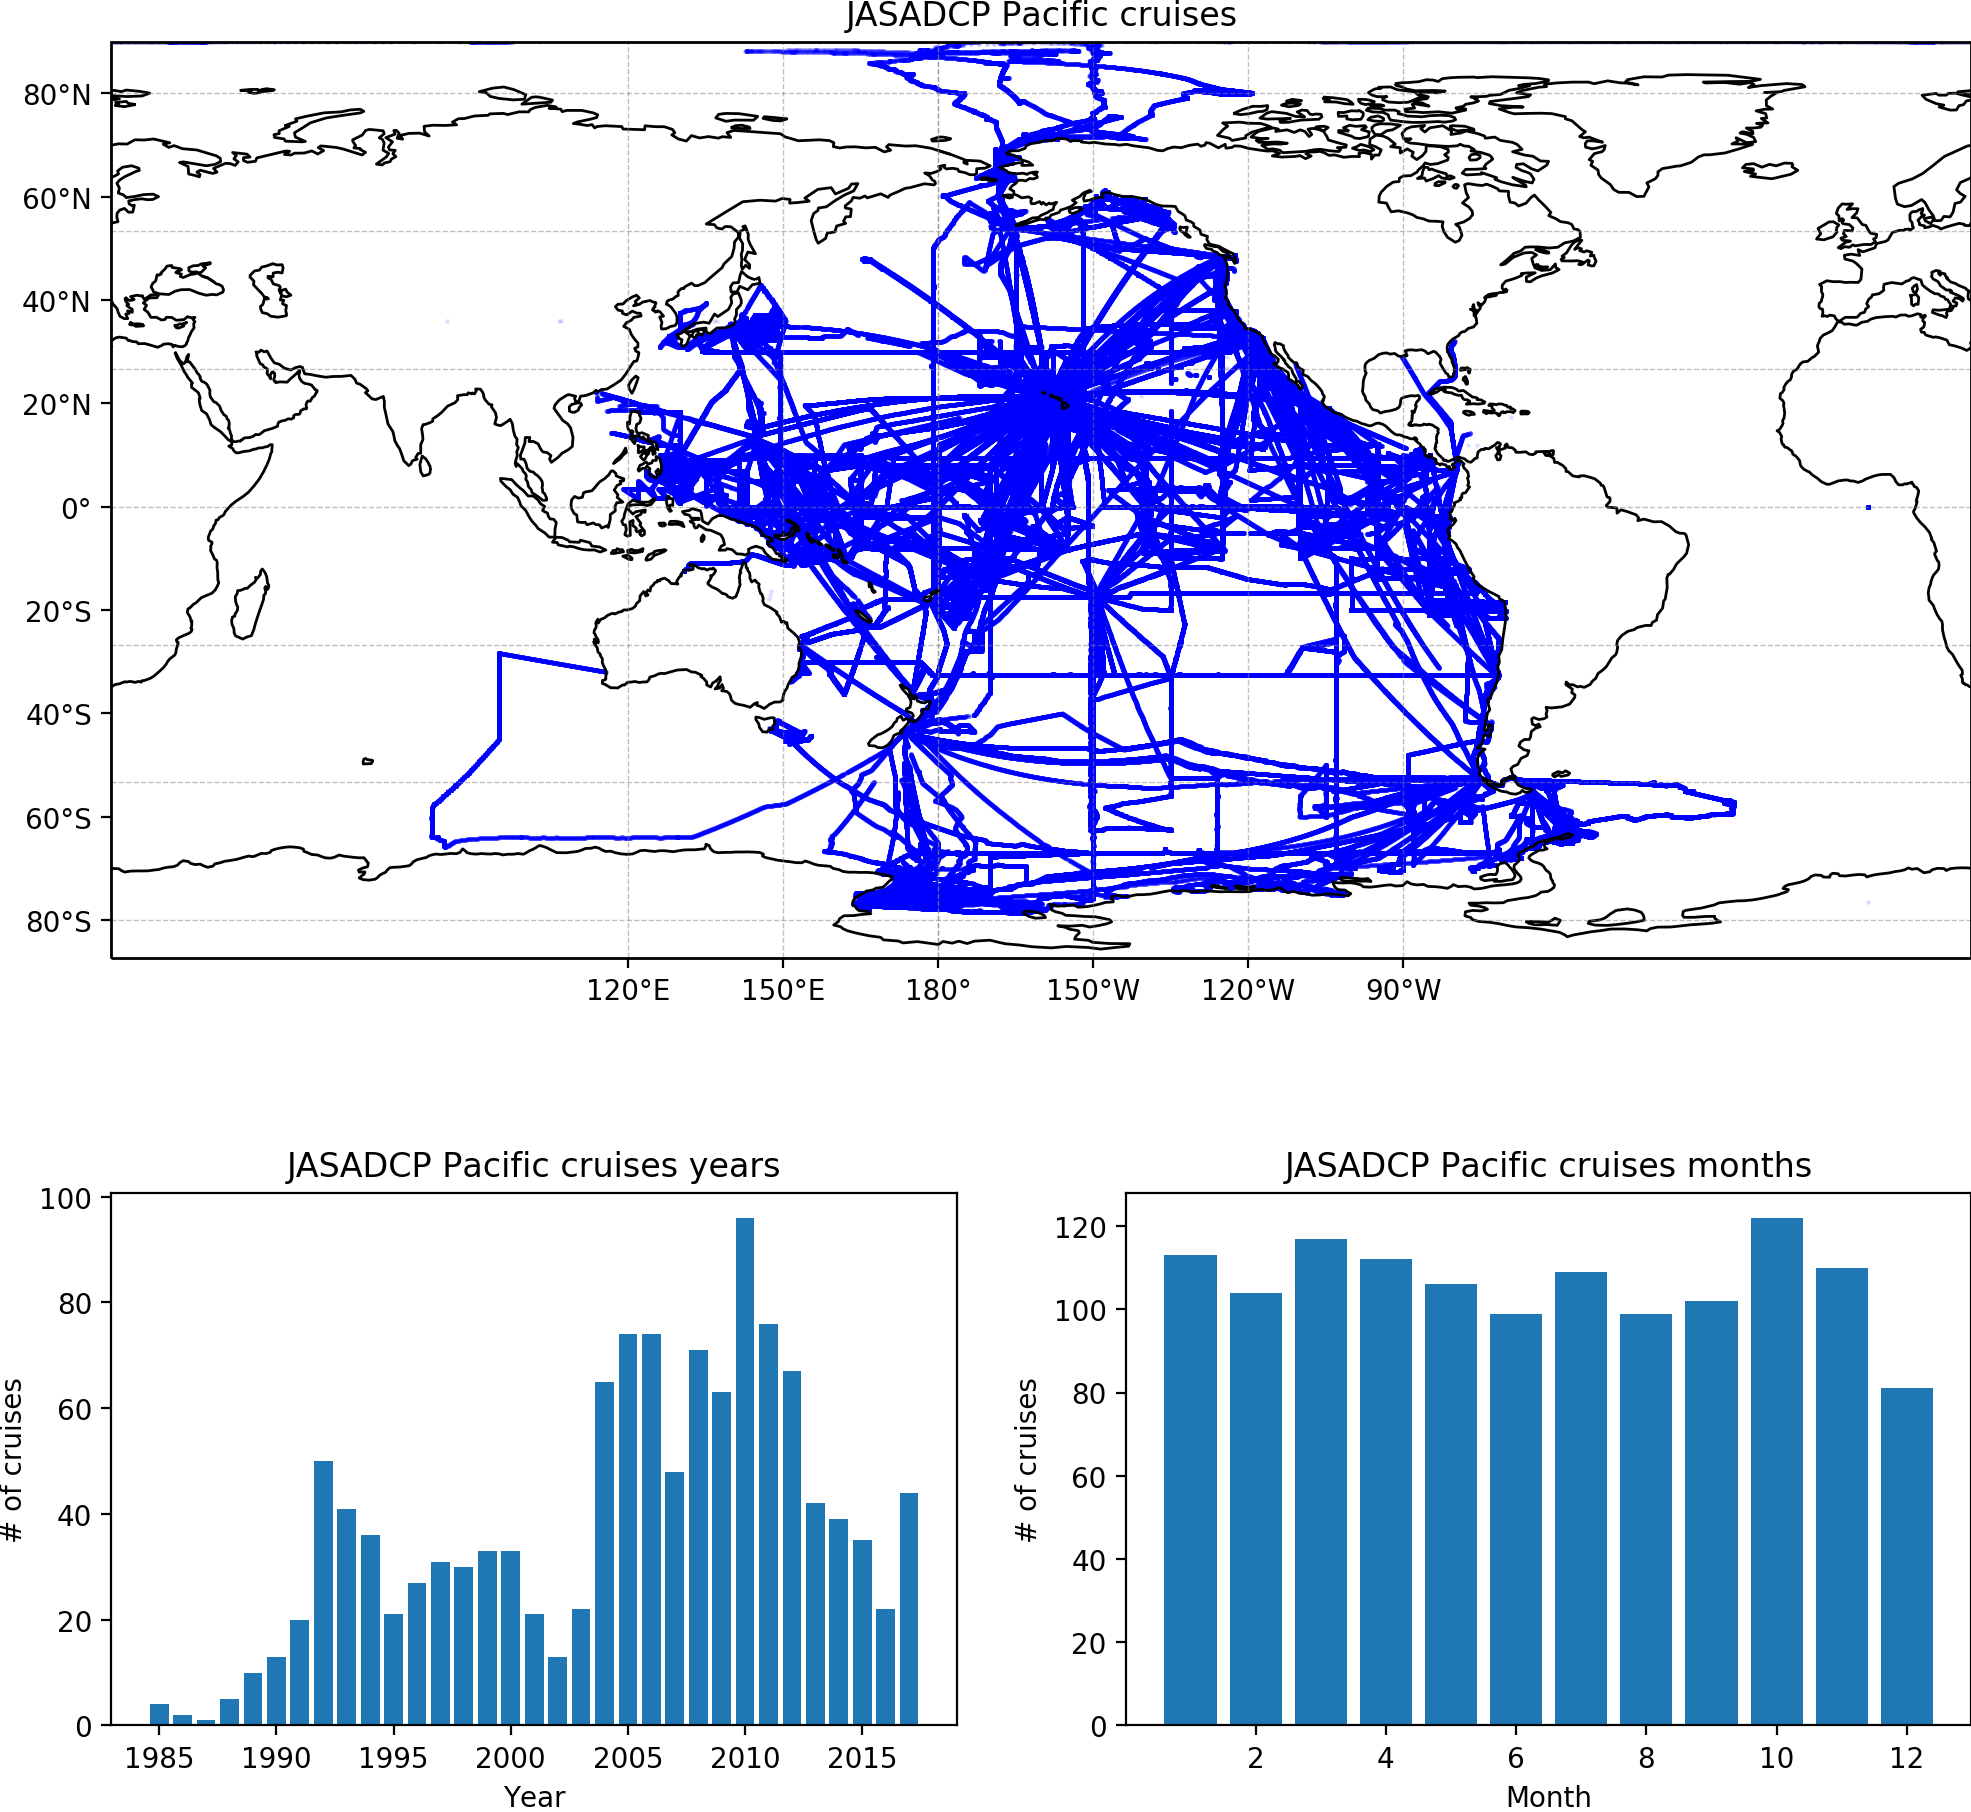 JASADCP Pacific cruises
80°N
60°N
40°N
20°N
0°
20°S
40°S
60°S
80°S
120°E 150°E 180° 150°W 120°W 90°W
JASADCP Pacific cruises years
100
80
60
40
20
0
# of cruises
1985 1990 1995 2000 2005 2010 2015
Year
JASADCP Pacific cruises months
120
100
80
60
40
20
0
# of cruises
2 4 6 8 10 12
Month